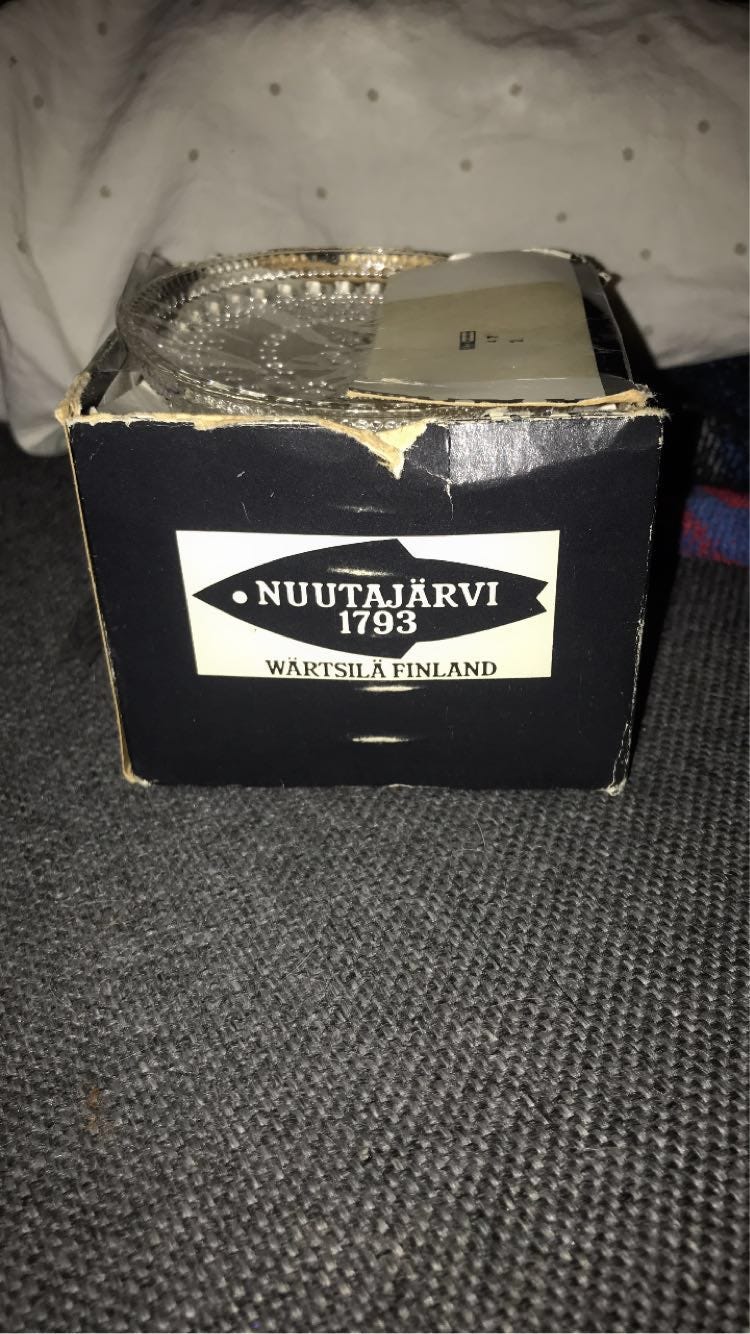 NUUTAJÄRVI
1793
WÄRTSILÄ FINLAND